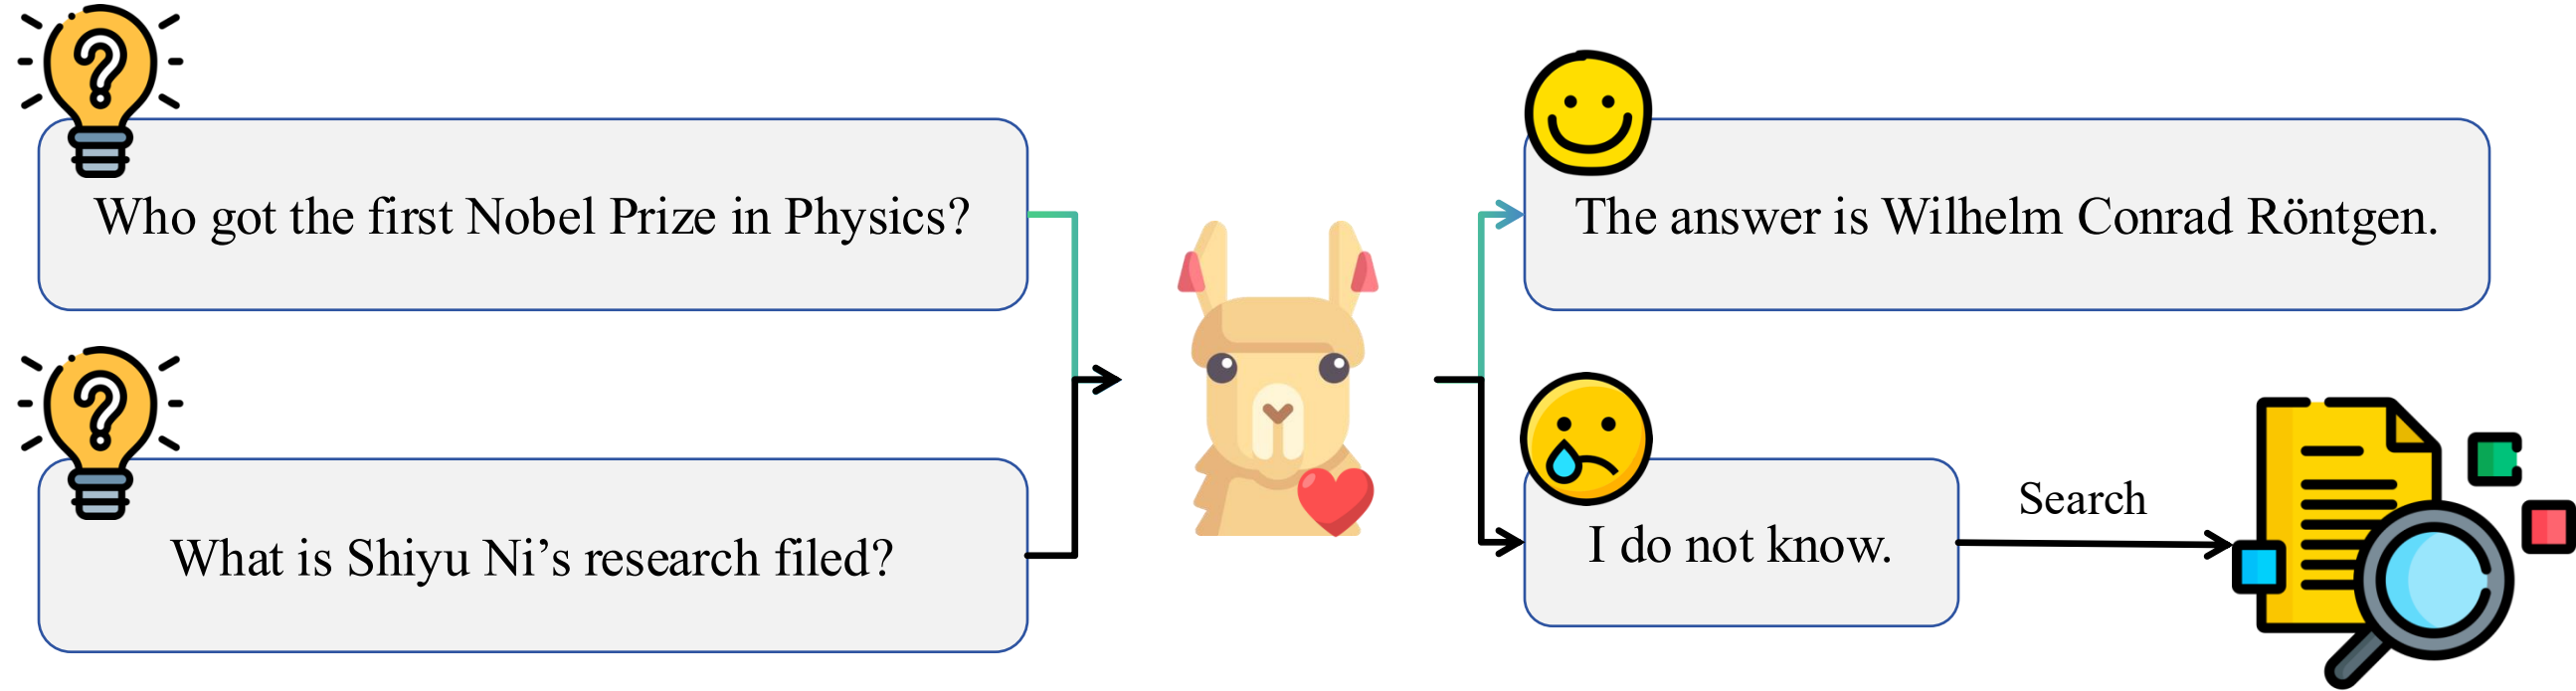 Who got the first Nobel Prize in Physics?
The answer is Wilhelm Conrad Röntgen.
What is Shiyu Ni’s research filed?
I do not know.
Search